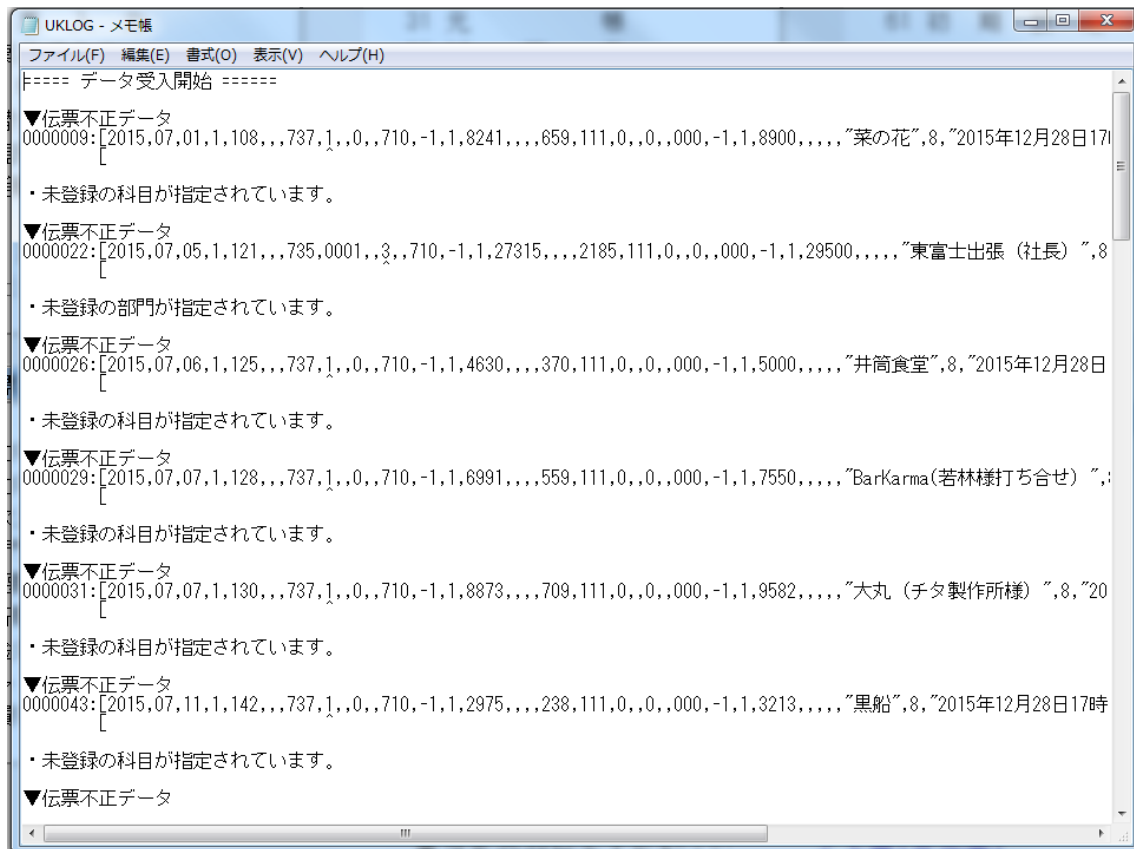 UKLOG - メモ帳
ファイル(F) 編集(E) 書式(O) 表示(V) ヘルプ(H)
===== データ受入開始 ======
▼伝票不正データ
0000009:[2015,07,01,1,108,,,737,1,,0,,710,-1,1,8241,,,,659,111,0,,0,,000,-1,1,8900,,,,,"菜の花",8,"2015年12月28日17
[ ^
・未登録の科目が指定されています。
▼伝票不正データ
0000022:[2015,07,05,1,121,,,735,0001,,3,,710,-1,1,27315,,,,2185,111,0,,0,,000,-1,1,29500,,,,,"東富士出張（社長）",8
[ ^
・未登録の部門が指定されています。
▼伝票不正データ
0000026:[2015,07,06,1,125,,,737,1,,0,,710,-1,1,4630,,,,370,111,0,,0,,000,-1,1,5000,,,,,"井筒食堂",8,"2015年12月28日
[ ^
・未登録の科目が指定されています。
▼伝票不正データ
0000029:[2015,07,07,1,128,,,737,1,,0,,710,-1,1,6991,,,,559,111,0,,0,,000,-1,1,7550,,,,,"BarKarma(若林様打ち合せ）",
[ ^
・未登録の科目が指定されています。
▼伝票不正データ
0000031:[2015,07,07,1,130,,,737,1,,0,,710,-1,1,8873,,,,709,111,0,,0,,000,-1,1,9582,,,,,"大丸（チタ製作所様）",8,"20
[ ^
・未登録の科目が指定されています。
▼伝票不正データ
0000043:[2015,07,11,1,142,,,737,1,,0,,710,-1,1,2975,,,,238,111,0,,0,,000,-1,1,3213,,,,,"黒船",8,"2015年12月28日17時
[ ^
・未登録の科目が指定されています。
▼伝票不正データ